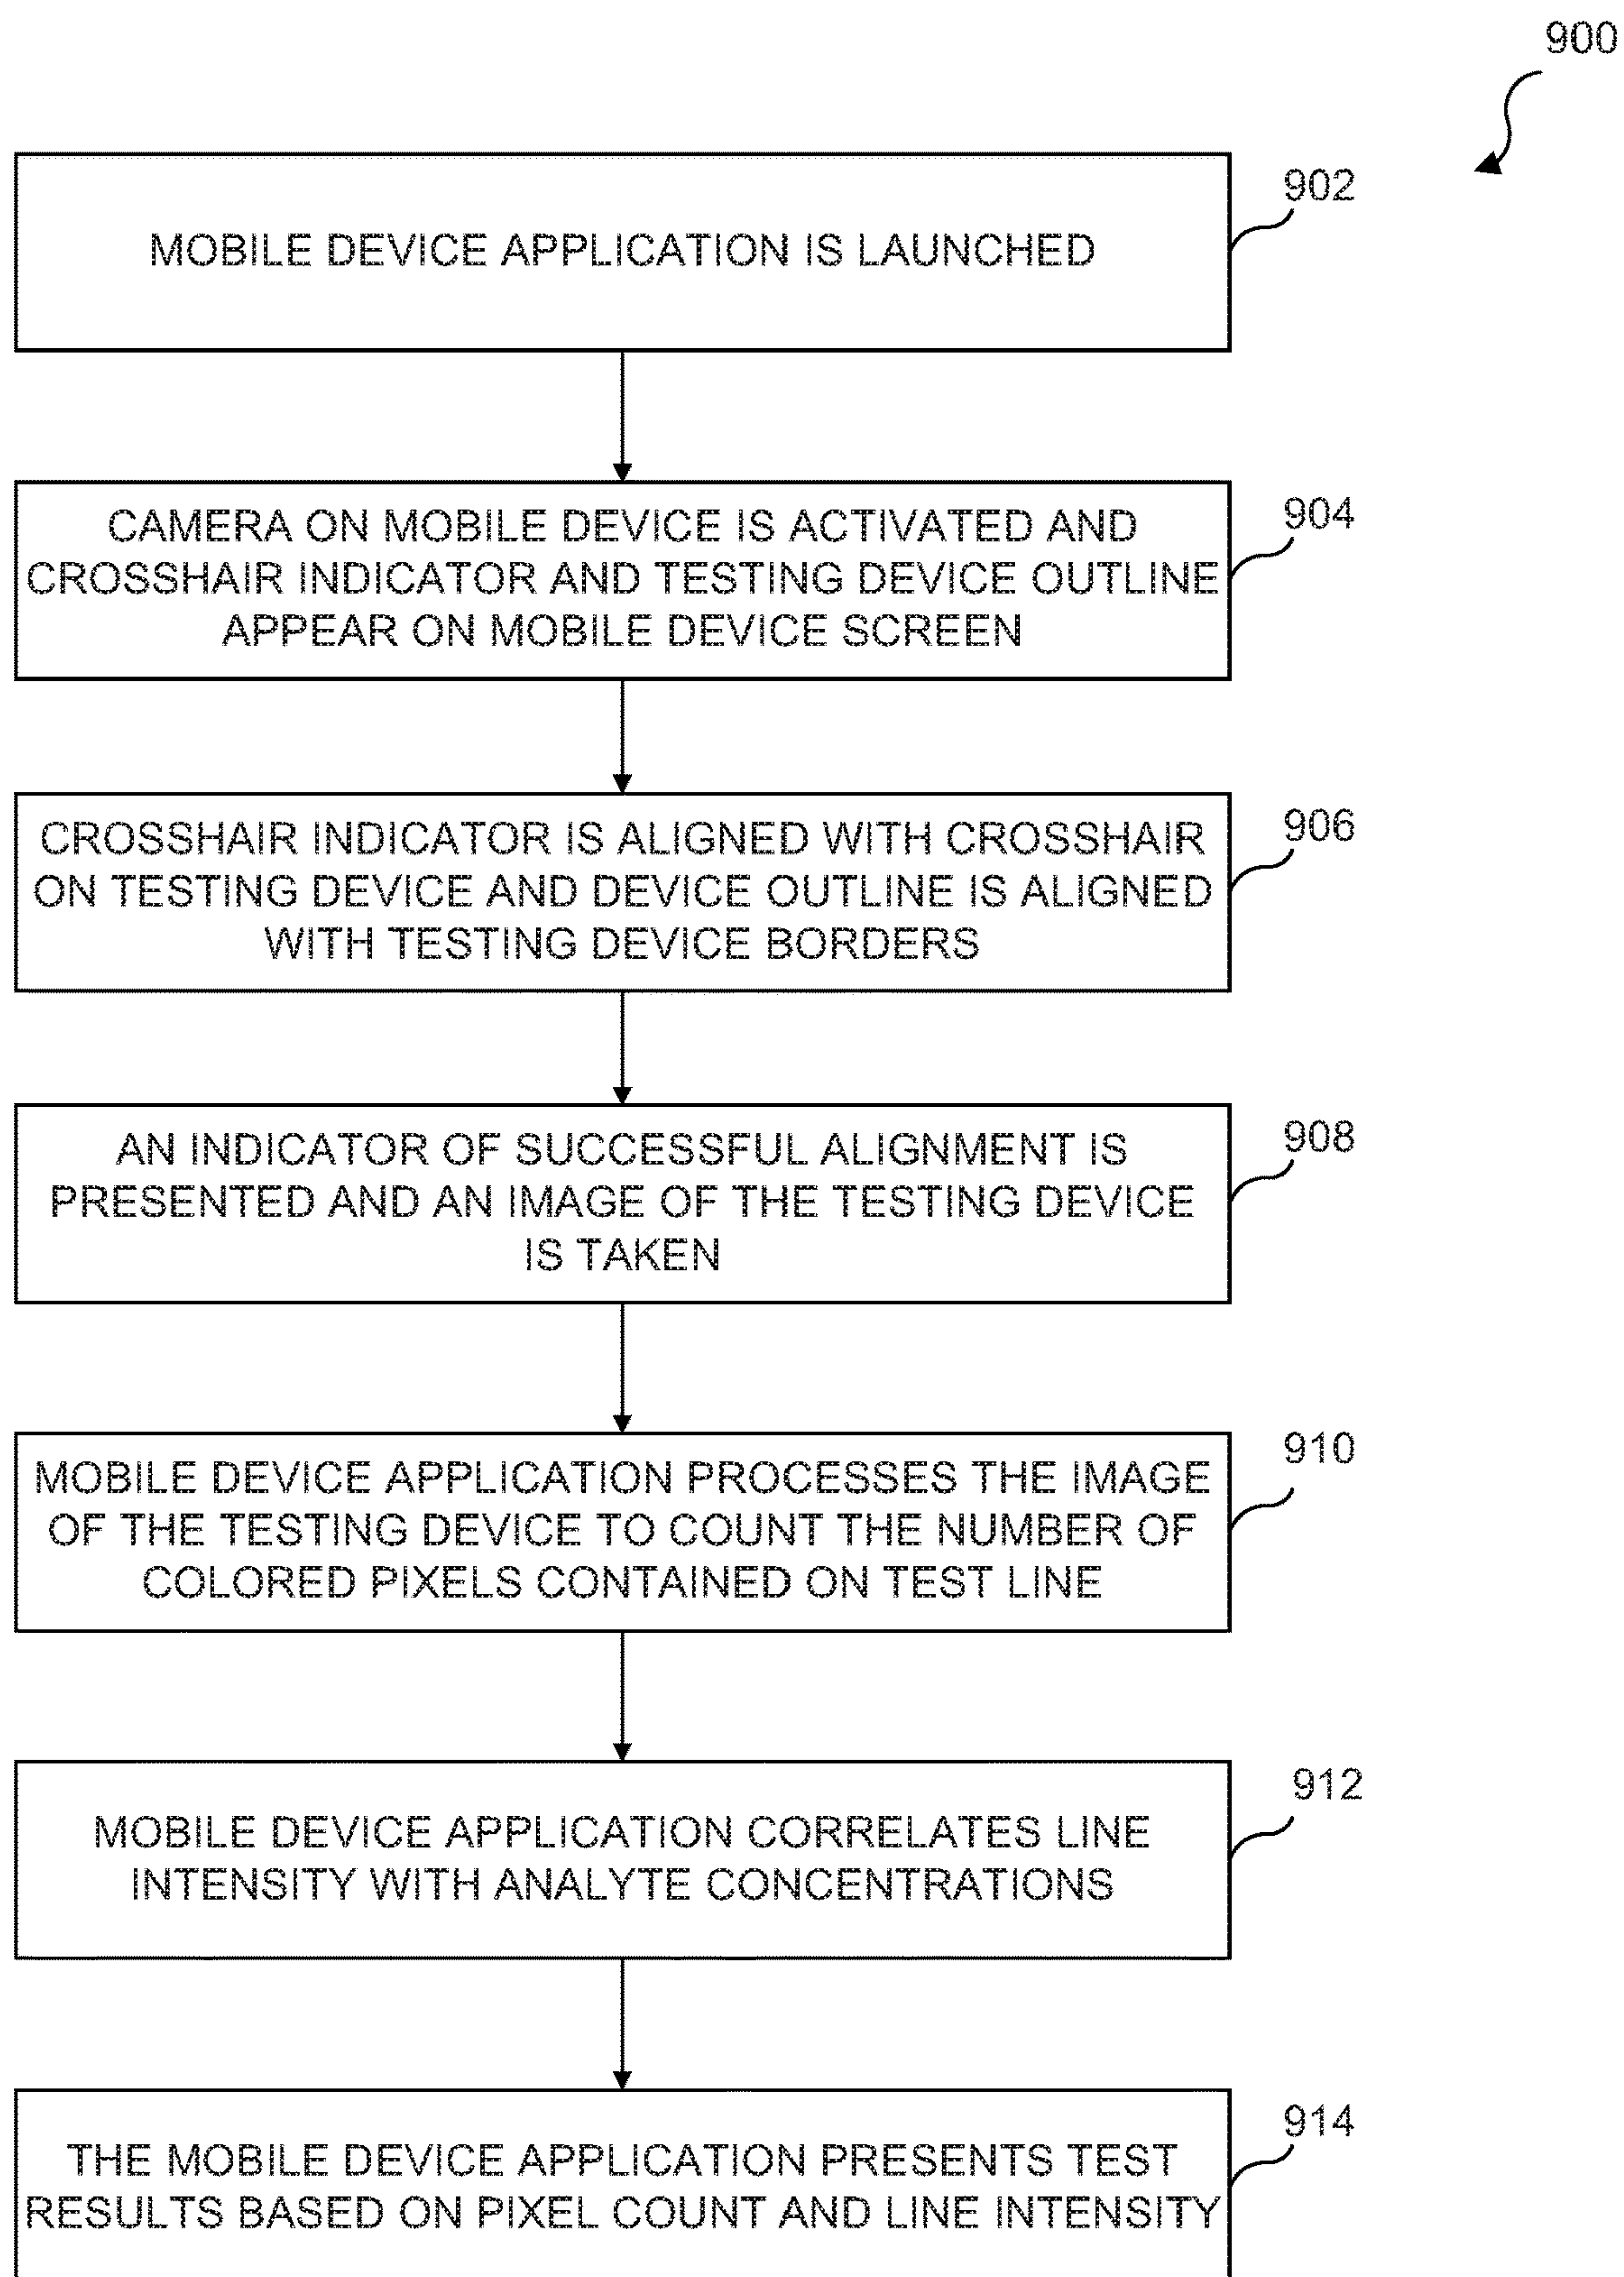 900
902
MOBILE DEVICE APPLICATION IS LAUNCHED
904
CAMERA ON MOBILE DEVICE IS ACTIVATED AND
CROSSHAIR INDICATOR AND TESTING DEVICE OUTLINE
APPEAR ON MOBILE DEVICE SCREEN
906
CROSSHAIR INDICATOR IS ALIGNED WITH CROSSHAIR
ON TESTING DEVICE AND DEVICE OUTLINE IS ALIGNED
WITH TESTING DEVICE BORDERS
908
AN INDICATOR OF SUCCESSFUL ALIGNMENT IS
PRESENTED AND AN IMAGE OF THE TESTING DEVICE
IS TAKEN
910
MOBILE DEVICE APPLICATION PROCESSES THE IMAGE
OF THE TESTING DEVICE TO COUNT THE NUMBER OF
COLORED PIXELS CONTAINED ON TEST LINE
912
MOBILE DEVICE APPLICATION CORRELATES LINE
INTENSITY WITH ANALYTE CONCENTRATIONS
914
THE MOBILE DEVICE APPLICATION PRESENTS TEST
RESULTS BASED ON PIXEL COUNT AND LINE INTENSITY